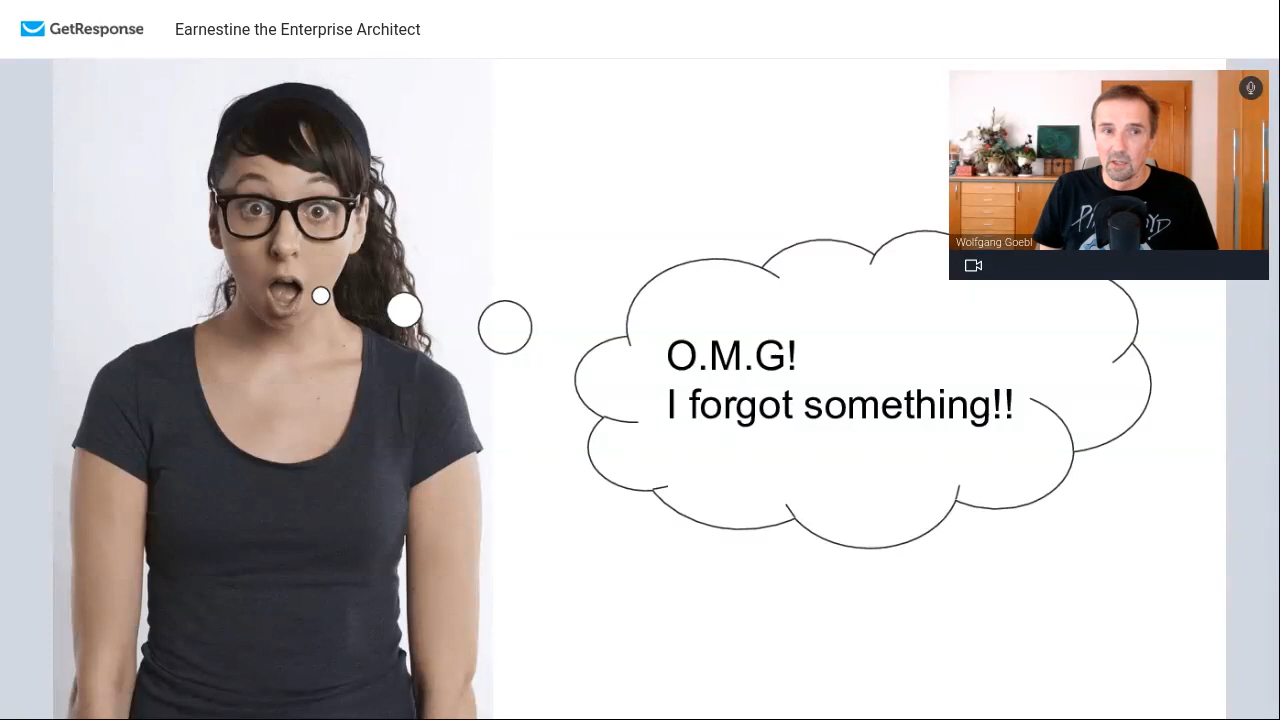 GetResponse
Earnestine the Enterprise Architect
Wolfgang Goebl
O.M.G!
I forgot something!!